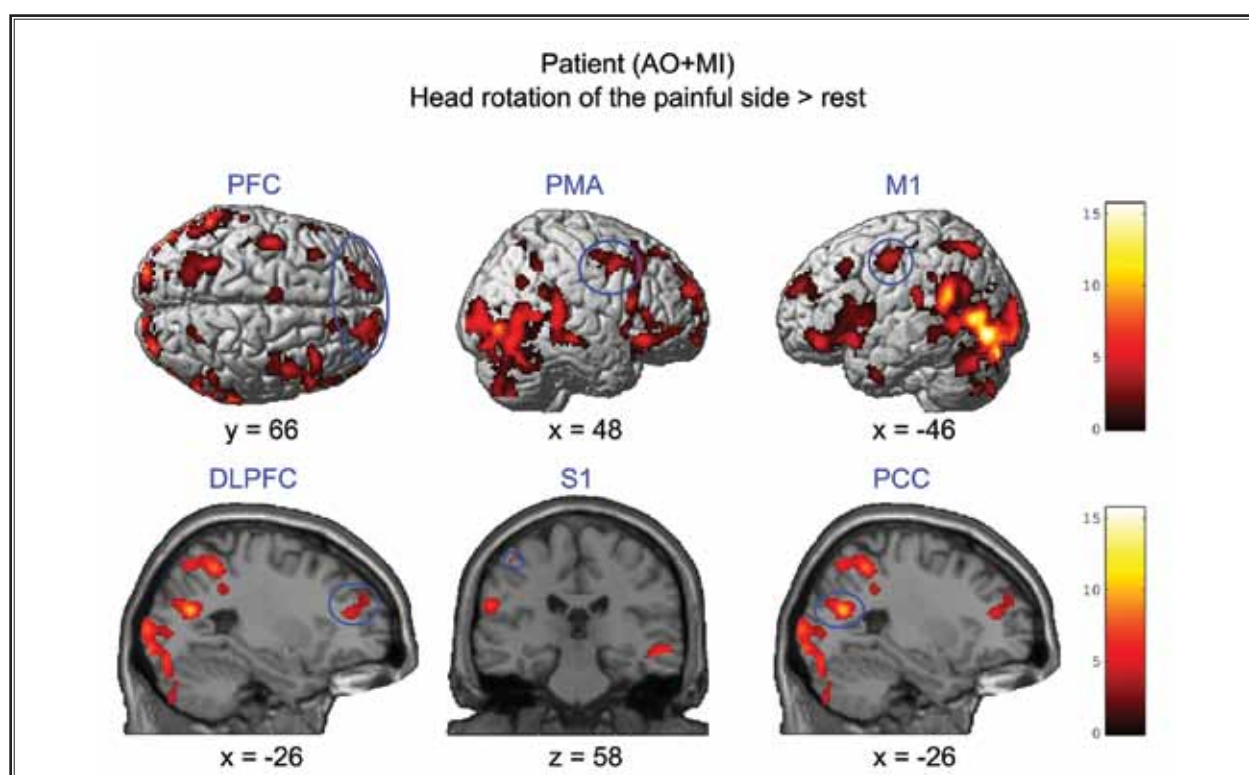 Patient (AO+MI)
Head rotation of the painful side > rest
PFC
PMA
M1
15
10
5
0
y = 66
x = 48
x = -46
DLPFC
S1
PCC
15
10
5
0
x = -26
z = 58
x = -26